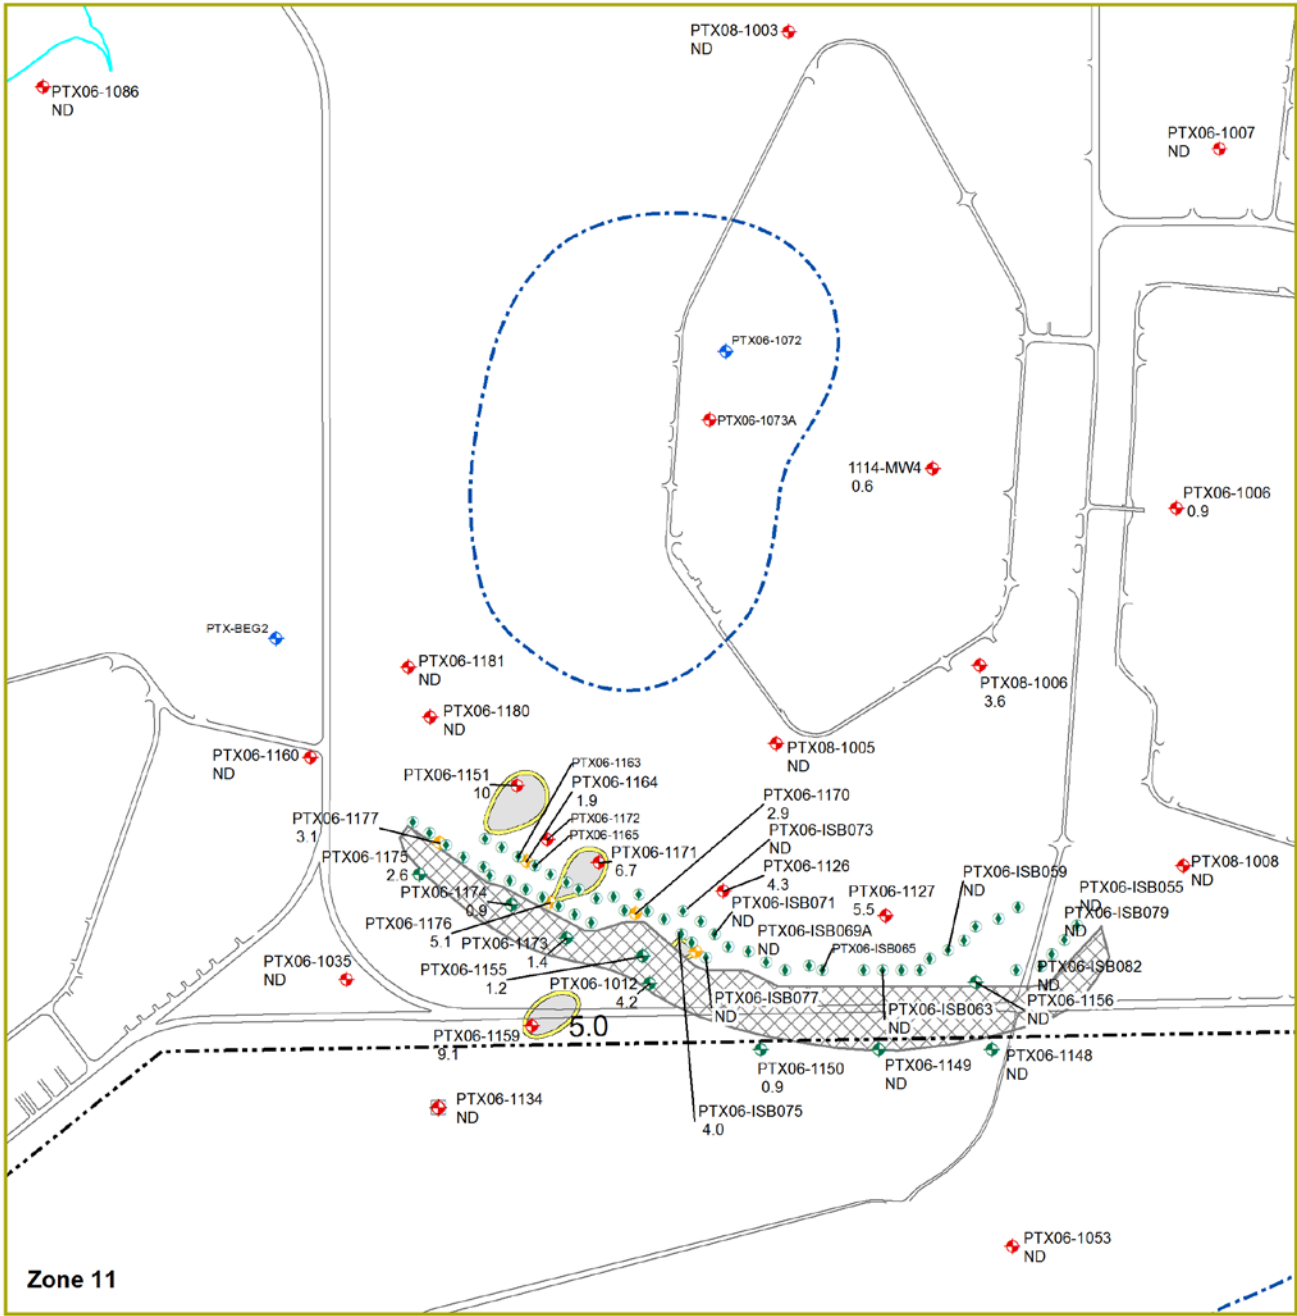 PTX08-1003
ND
PTX06-1086
ND
PTX06-1007
ND
PTX06-1072
PTX06-1073A
1114-MW4
0.6
PTX06-1006
0.9
PTX-BEG2
PTX06-1181
ND
PTX08-1006
3.6
PTX06-1180
ND
PTX08-1005
ND
PTX06-1160
ND
PTX06-1163
PTX06-1151
10
PTX06-1164
1.9
PTX06-1170
2.9
PTX06-1177
3.1
PTX06-1172
PTX06-1165
PTX06-ISB073
ND
PTX06-1171
6.7
PTX06-1175
2.6
PTX06-1126
4.3
PTX06-ISB059
ND
PTX08-1008
ND
PTX06-1174
0.9
PTX06-1127
5.5
PTX06-ISB055
ND
PTX06-ISB071
ND
PTX06-ISB079
ND
PTX06-1176
5.1
PTX06-ISB069A
ND
PTX06-1173
1.4
PTX06-ISB065
PTX06-1155
1.2
PTX06-ISB082
ND
PTX06-1035
ND
PTX06-1012
4.2
PTX06-ISB077
ND
PTX06-ISB063
ND
PTX06-1156
ND
5.0
PTX06-1159
9.1
PTX06-1150
0.9
PTX06-1149
ND
PTX06-1148
ND
PTX06-1134
ND
PTX06-ISB075
4.0
PTX06-1053
ND
Zone 11